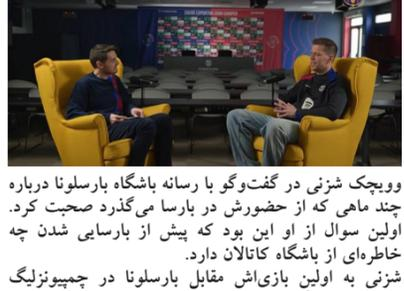 وویچک شزنی در گفت‌وگو با رسانه باشگاه بارسلونا درباره
چند ماهی که از حضورش در بارسا می‌گذرد صحبت کرد.
اولین سوال از او این بود که پیش از بارسایی شدن چه
خاطره‌ای از باشگاه کاتالان دارد.
شزنی به اولین بازی‌اش مقابل بارسلونا در چمپیونزلیگ